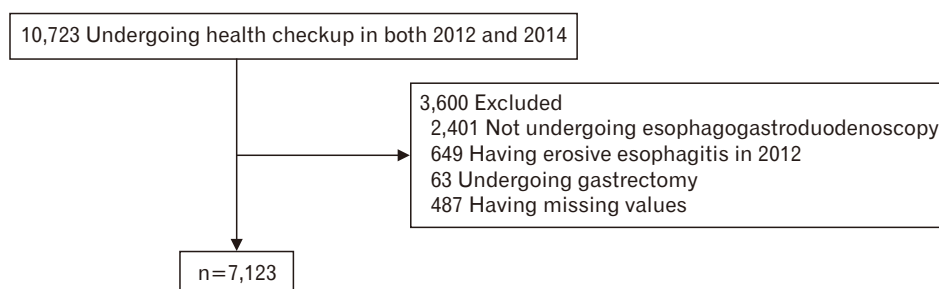 10,723 Undergoing health checkup in both 2012 and 2014
3,600 Excluded
2,401 Not undergoing esophagogastroduodenoscopy
649 Having erosive esophagitis in 2012
63 Undergoing gastrectomy
487 Having missing values
n=7,123